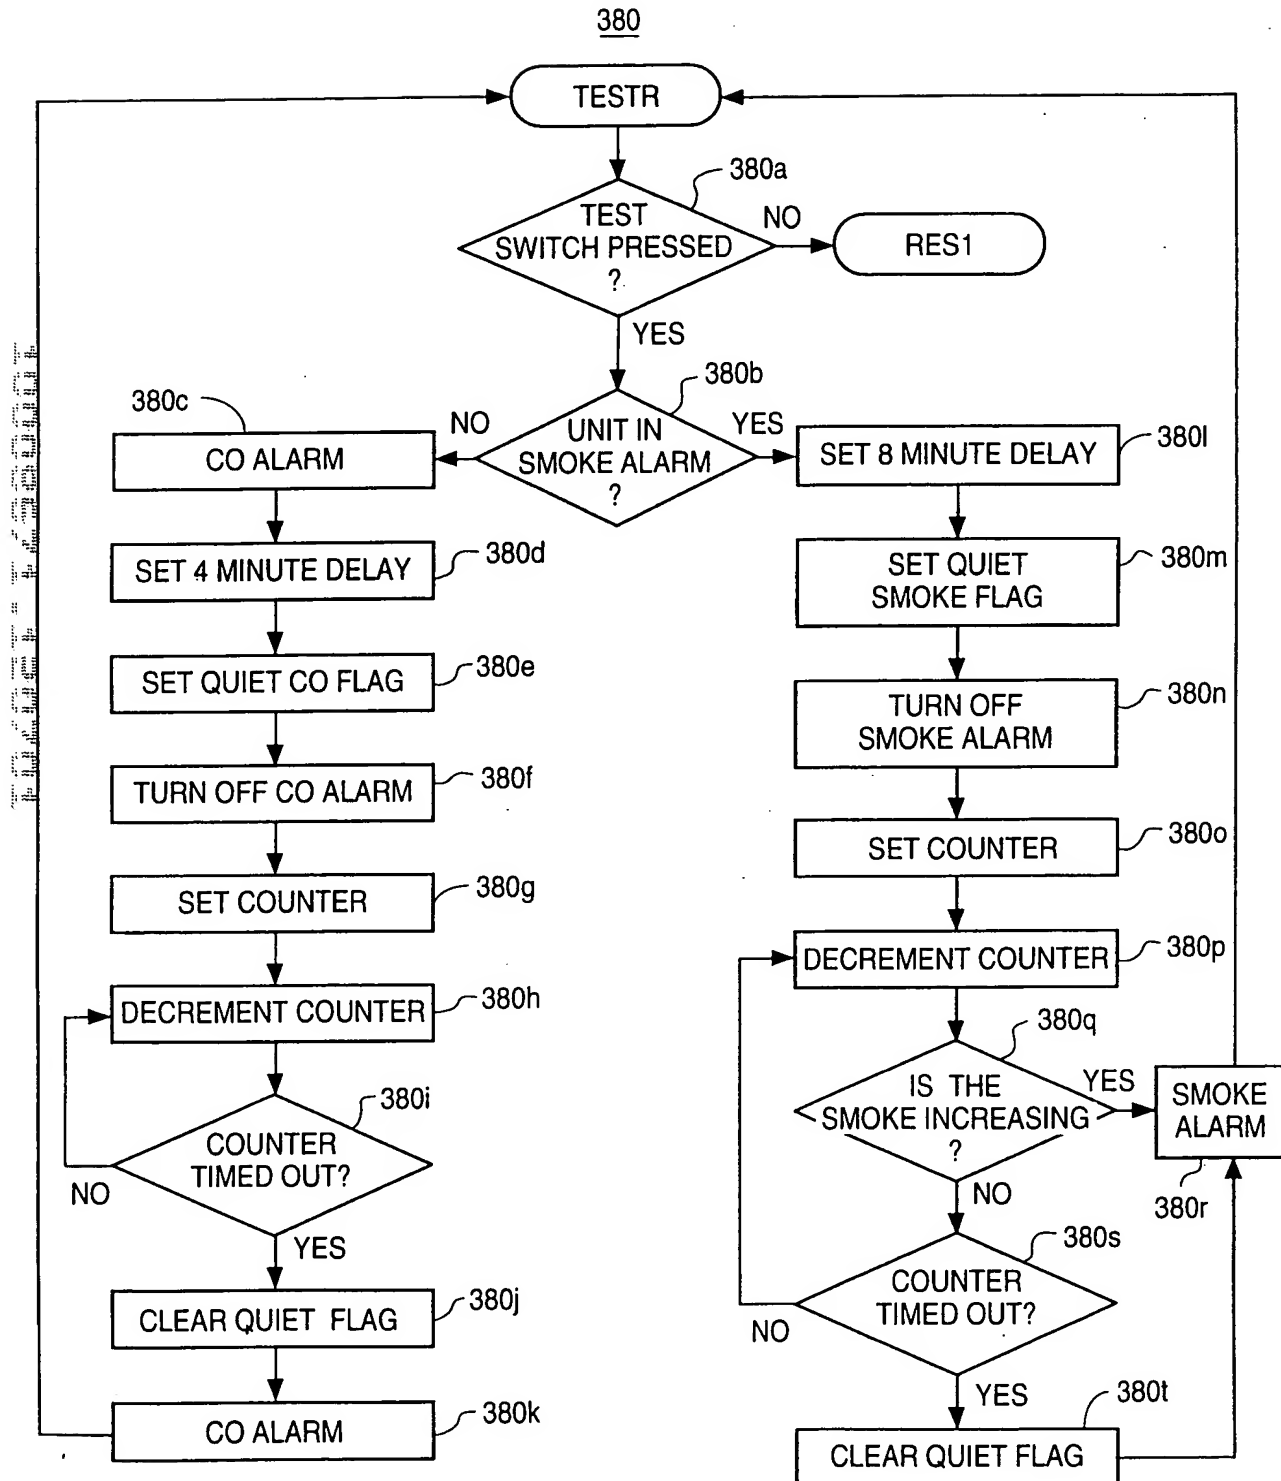 380
TESTR
380a
TEST
SWITCH PRESSED
?
NO
RES1
YES
380b
UNIT IN
SMOKE ALARM
?
NO
YES
380c
CO ALARM
SET 4 MINUTE DELAY
380d
SET QUIET CO FLAG
380e
TURN OFF CO ALARM
380f
SET COUNTER
380g
DECREMENT COUNTER
380h
380i
COUNTER
TIMED OUT?
NO
YES
CLEAR QUIET FLAG
380j
CO ALARM
380k
SET 8 MINUTE DELAY
380l
SET QUIET
SMOKE FLAG
380m
TURN OFF
SMOKE ALARM
380n
SET COUNTER
380o
DECREMENT COUNTER
380p
380q
IS THE
SMOKE INCREASING
?
YES
SMOKE
ALARM
380r
NO
380s
COUNTER
TIMED OUT?
NO
YES
380t
CLEAR QUIET FLAG